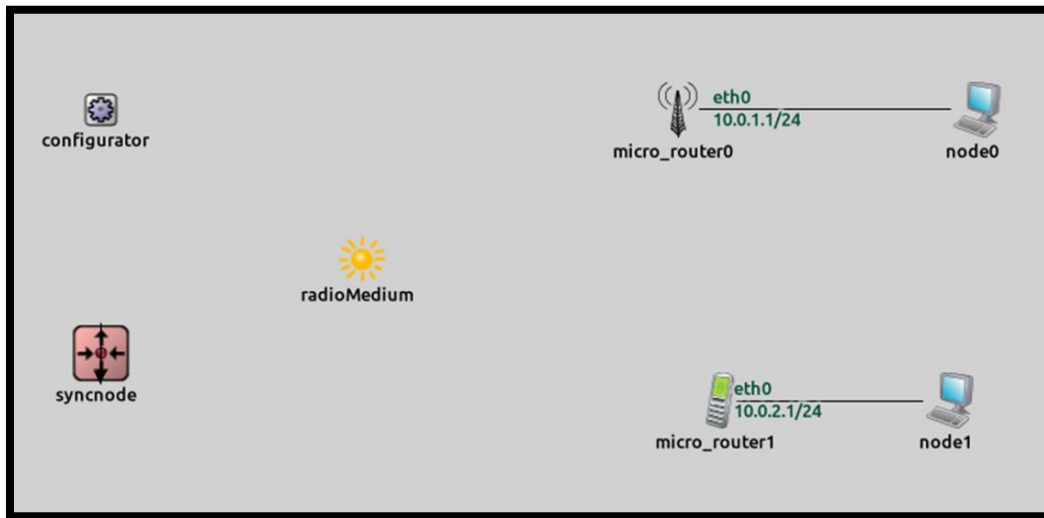 eth0
10.0.1.1/24
configurator
micro_router0
node0
radioMedium
syncnode
eth0
10.0.2.1/24
micro_router1
node1